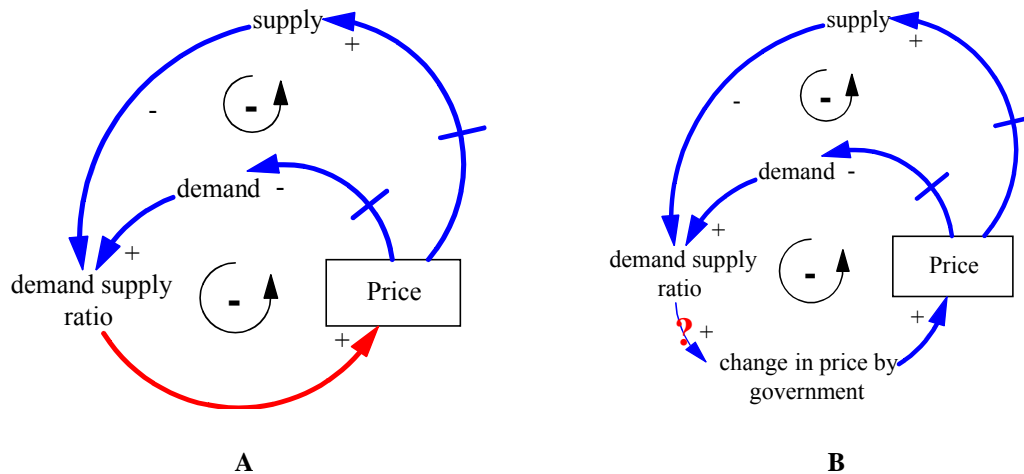 supply
+
-
-
demand -
+
demand supply
ratio
-
Price
+
A
supply
+
-
-
demand -
+
demand supply
ratio
-
Price
?
+
+
change in price by
government
B